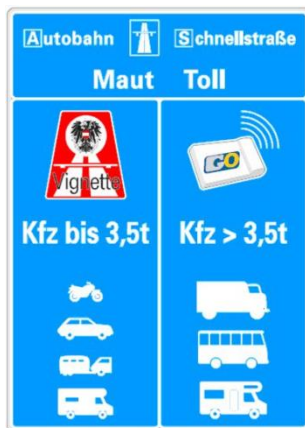 Autobahn Schnellstraße
Maut Toll
Vignette
GO
Kfz bis 3,5t
Kfz > 3,5t